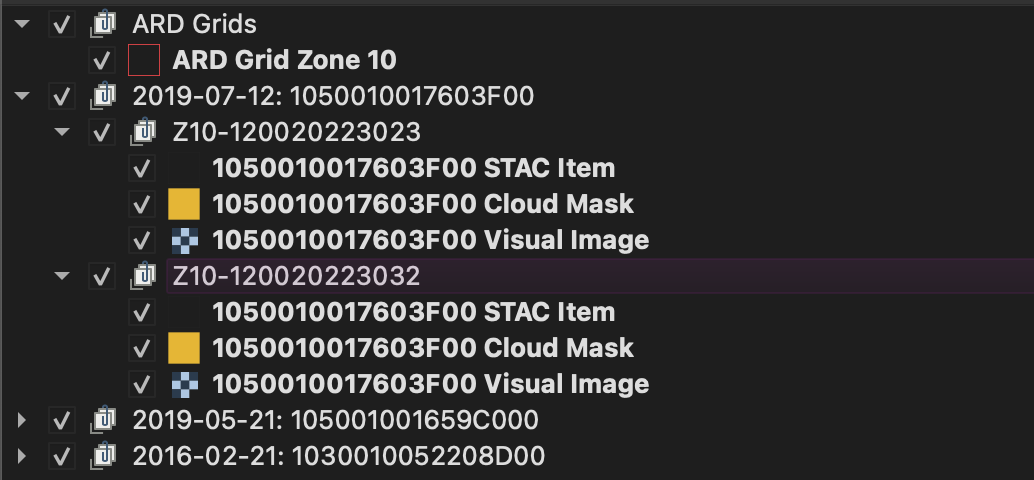 ARD Grids
ARD Grid Zone 10
2019-07-12: 1050010017603F00
Z10-120020223023
1050010017603F00 STAC Item
1050010017603F00 Cloud Mask
1050010017603F00 Visual Image
Z10-120020223032
1050010017603F00 STAC Item
1050010017603F00 Cloud Mask
1050010017603F00 Visual Image
2019-05-21: 105001001659C000
2016-02-21: 1030010052208D00